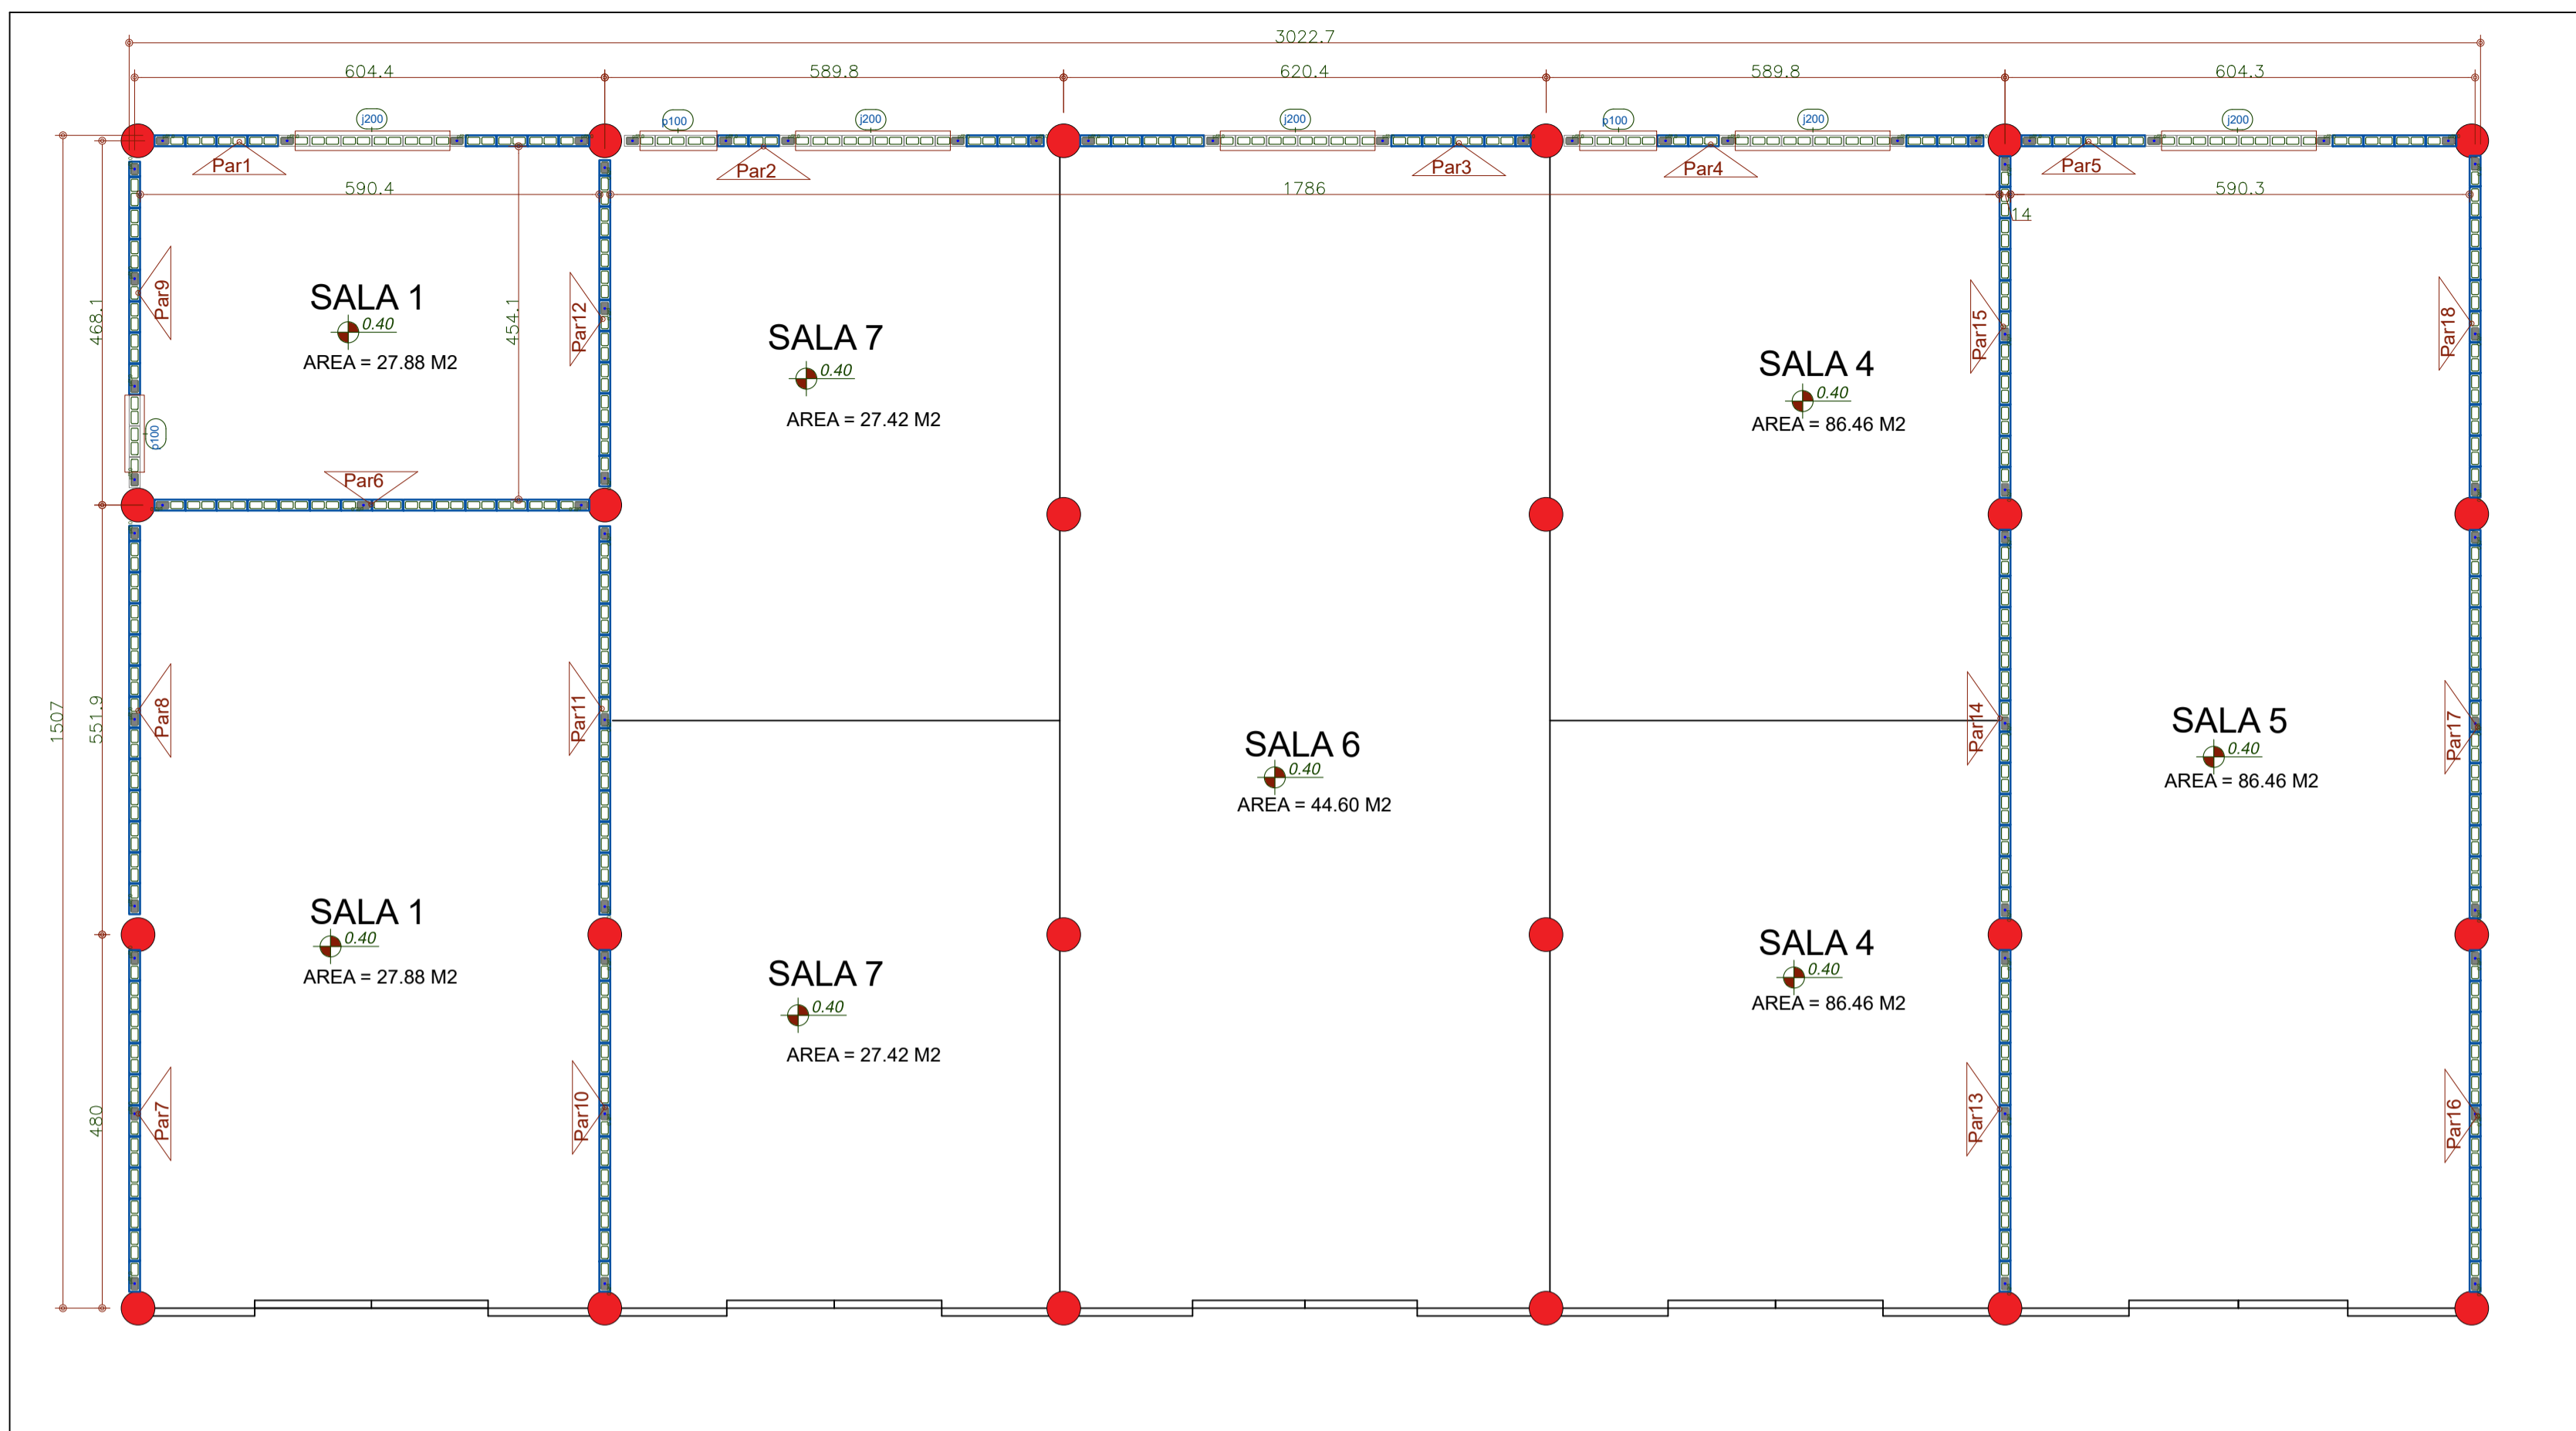 3022.7
604.4
589.8
620.4
589.8
604.3
j200
p100
j200
j200
p100
j200
j200
Par1
Par2
Par3
Par4
Par5
590.4
1786
590.3
14
Par9
468.1
454.1
SALA 1
0.40
AREA = 27.88 M2
Par12
SALA 7
0.40
AREA = 27.42 M2
SALA 4
0.40
AREA = 86.46 M2
Par15
Par18
p100
Par6
1507
551.9
Par8
Par11
Par14
Par17
SALA 6
0.40
AREA = 44.60 M2
SALA 5
0.40
AREA = 86.46 M2
SALA 1
0.40
AREA = 27.88 M2
SALA 7
0.40
AREA = 27.42 M2
SALA 4
0.40
AREA = 86.46 M2
480
Par7
Par10
Par13
Par16